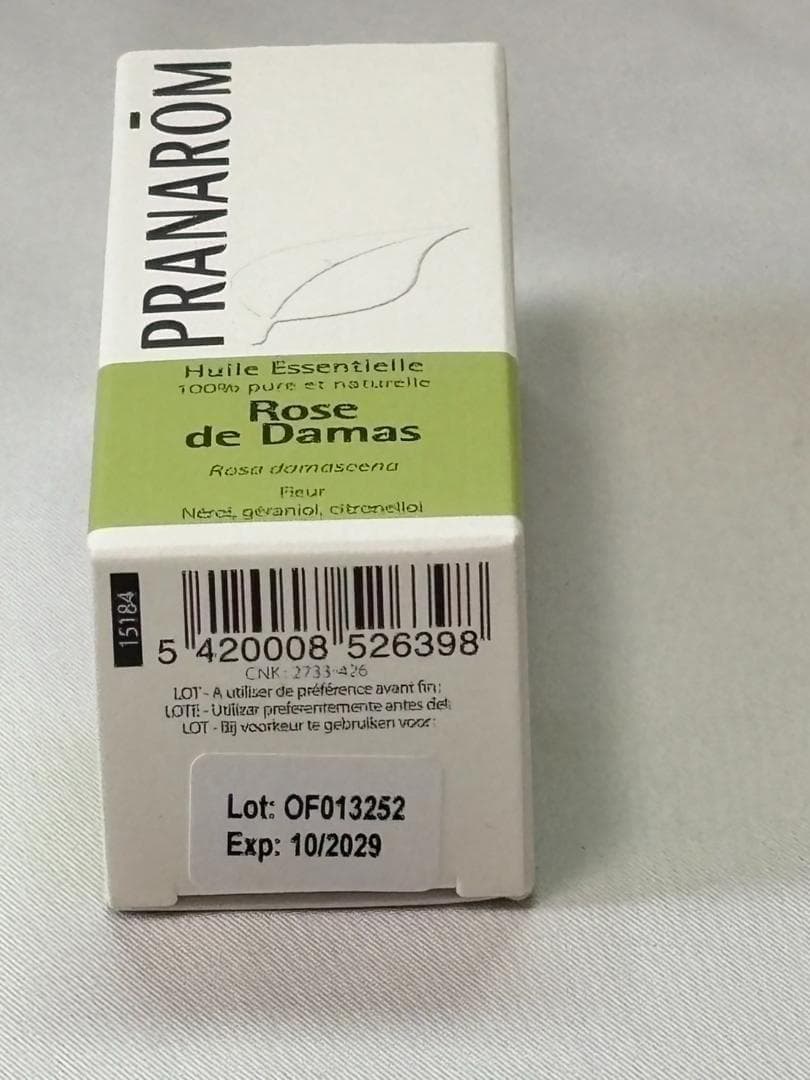 PRANARŌM
Huile Essentielle
100% pure et naturelle
Rose
de Damas
Rosa damascena
Fleur
Nérol, géraniol, citronellol
15184
5 420008 526398
CNK: 2733-426
LOT - A utiliser de préférence avant fin:
LOTE - Utilizar preferentemente antes del:
LOT - Bij voorkeur te gebruiken voor:
Lot: OF013252
Exp: 10/2029